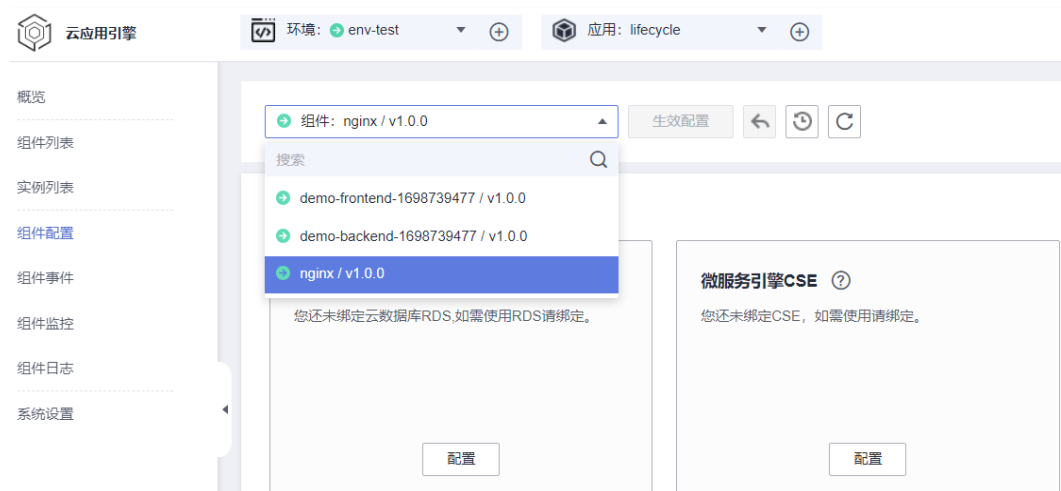 云应用引擎
环境: env-test
应用: lifecycle
概览
组件列表
实例列表
组件配置
组件事件
组件监控
组件日志
系统设置
组件: nginx / v1.0.0
生效配置
搜索
demo-frontend-1698739477 / v1.0.0
demo-backend-1698739477 / v1.0.0
nginx / v1.0.0
您还未绑定云数据库RDS,如需使用RDS请绑定。
配置
微服务引擎CSE
您还未绑定CSE，如需使用请绑定。
配置